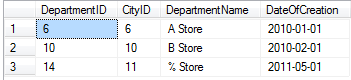 DepartmentID CityID DepartmentName DateOfCreation
1 6 6 A Store 2010-01-01
2 10 10 B Store 2010-02-01
3 14 11 % Store 2011-05-01